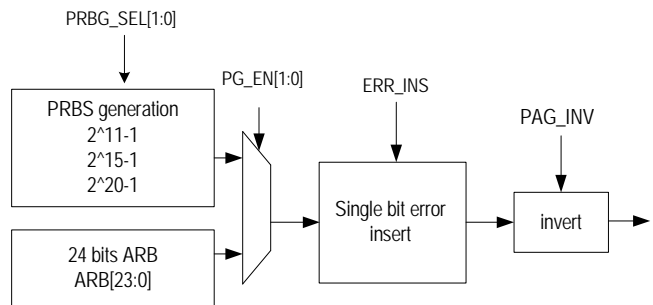 PRBG_SEL[1:0]
PG_EN[1:0]
ERR_INS
PAG_INV
PRBS generation
2^11-1
2^15-1
2^20-1
Single bit error
insert
invert
24 bits ARB
ARB[23:0]